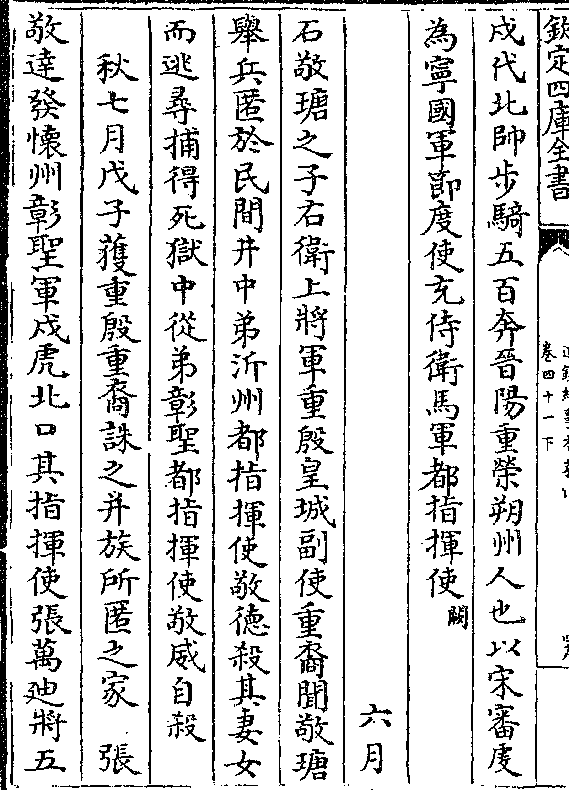 欽定四庫全書
卷四十一下
戍代北帥步騎五百奔晉陽重榮朔州人也以宋審虔
為寧國軍節度使充侍衛馬軍都指揮使闕
六月
石敬瑭之子右衛上將軍重殷皇城副使重裔聞敬瑭
舉兵匿於民間井中弟沂州都指揮使敬德殺其妻女
而逃尋捕得死獄中從弟彰聖都指揮使敬威自殺
秋七月戊子獲重殷重裔誅之并族所匿之家 張
敬達發懷州彰聖軍戍虎北口其指揮使張萬迪將五